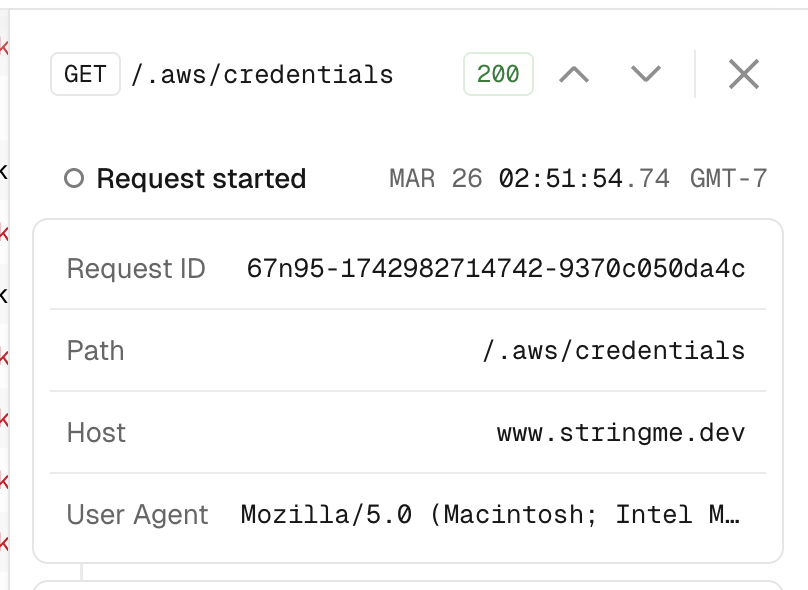 GET /.aws/credentials 200
Request started MAR 26 02:51:54.74 GMT-7
Request ID 67n95-1742982714742-9370c050da4c
Path /.aws/credentials
Host www.stringme.dev
User Agent Mozilla/5.0 (Macintosh; Intel M…